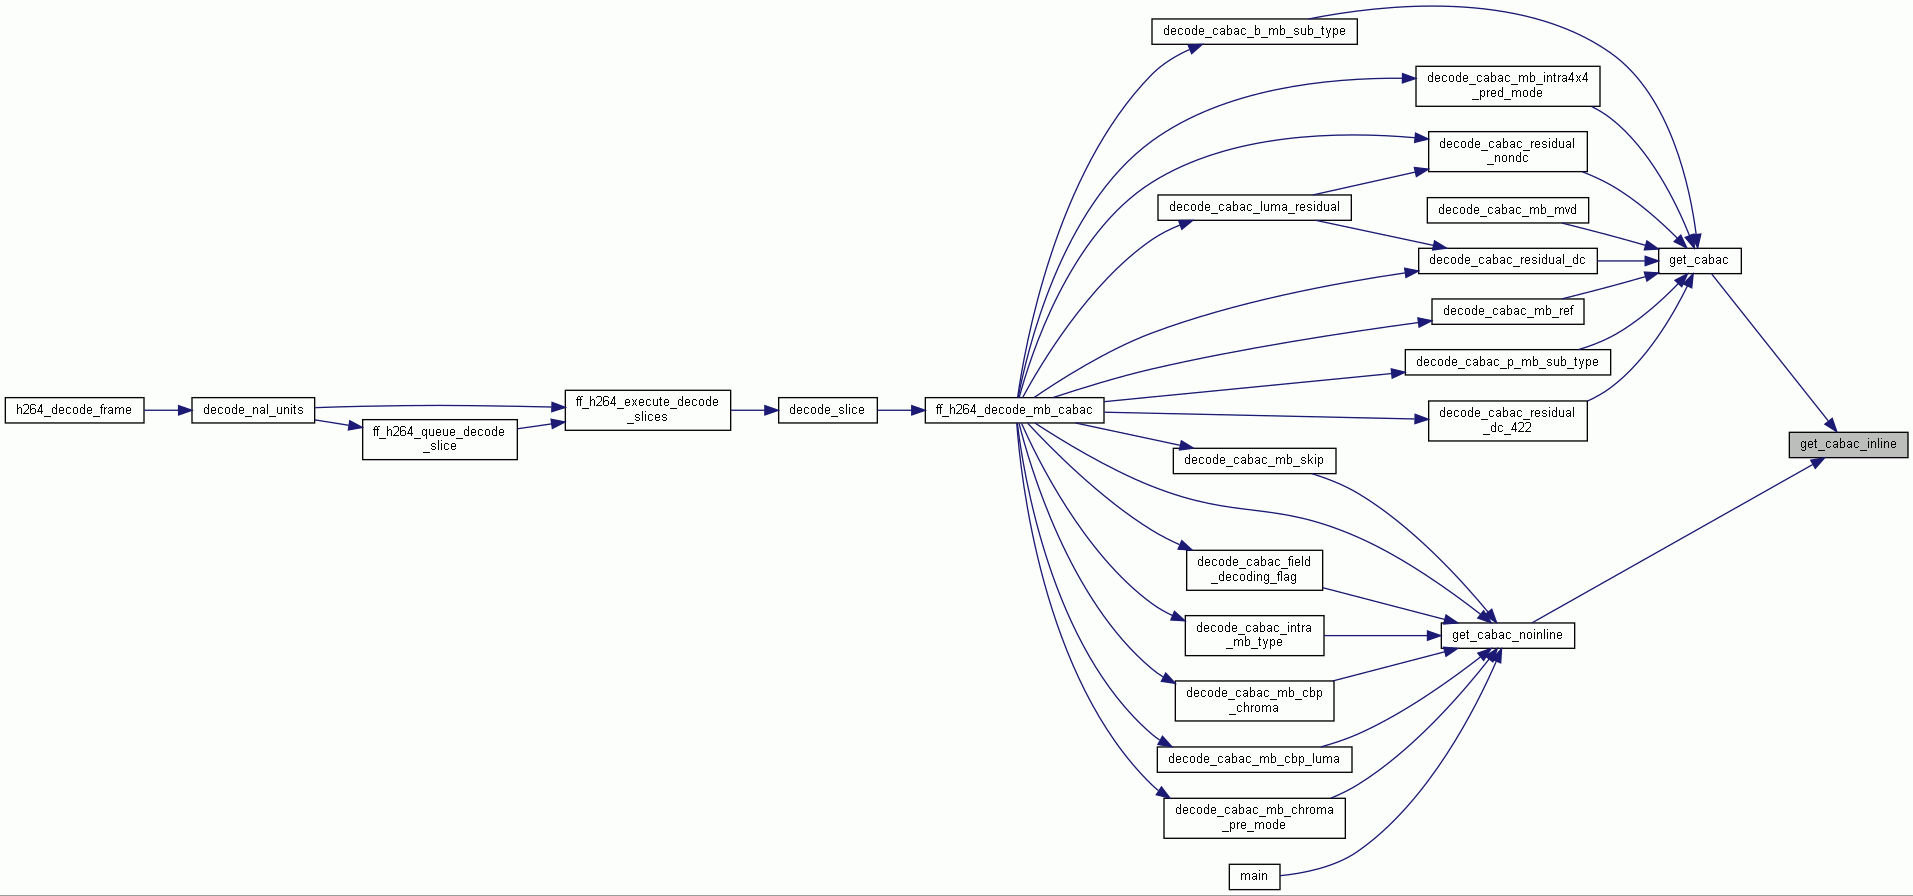 decode_cabac_b_mb_sub_type
decode_cabac_mb_intra4x4
_pred_mode
decode_cabac_residual
_nondc
decode_cabac_luma_residual
decode_cabac_mb_mvd
decode_cabac_residual_dc
get_cabac
decode_cabac_mb_ref
decode_cabac_p_mb_sub_type
h264_decode_frame
decode_nal_units
ff_h264_queue_decode
_slice
ff_h264_execute_decode
_slices
decode_slice
ff_h264_decode_mb_cabac
decode_cabac_residual
_dc_422
get_cabac_inline
decode_cabac_mb_skip
decode_cabac_field
_decoding_flag
decode_cabac_intra
_mb_type
get_cabac_noinline
decode_cabac_mb_cbp
_chroma
decode_cabac_mb_cbp_luma
decode_cabac_mb_chroma
_pre_mode
main